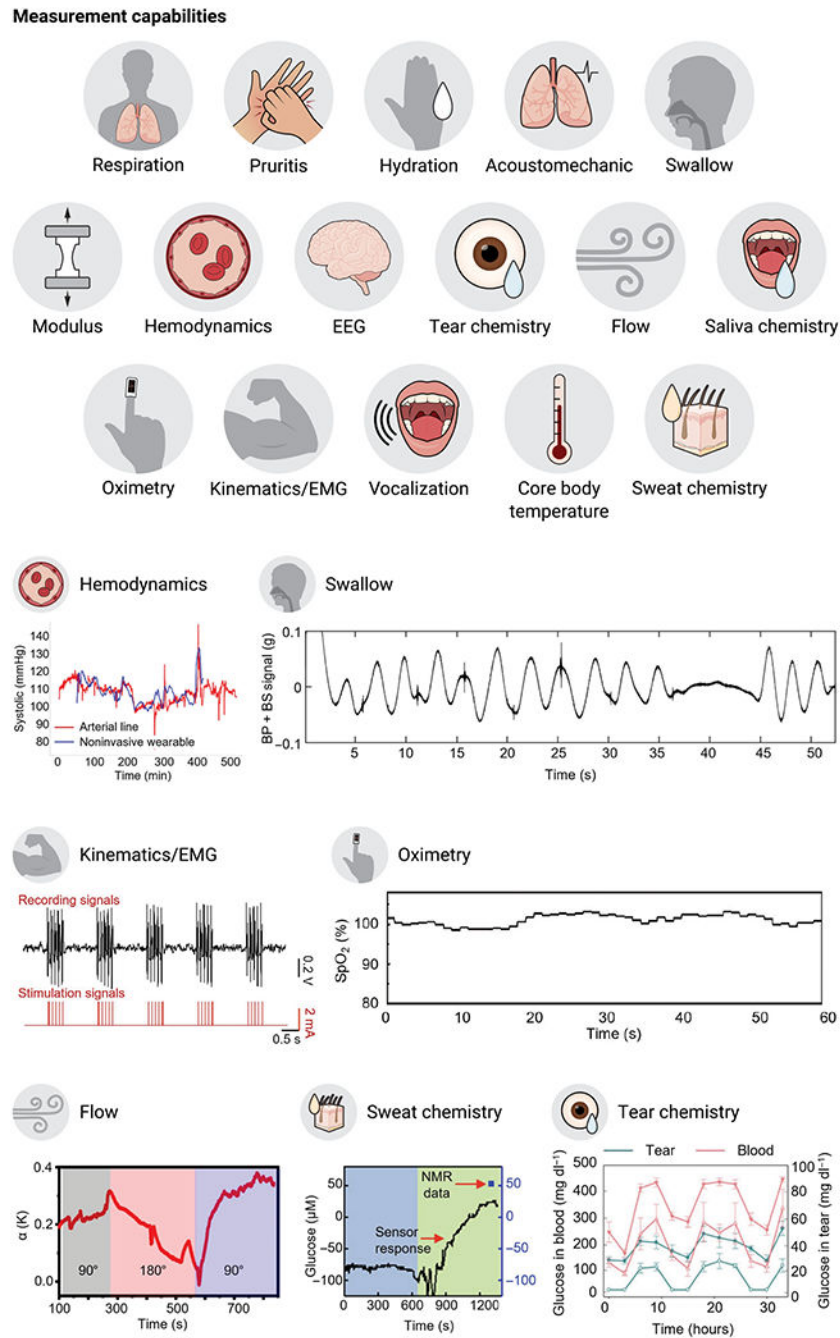 Measurement capabilities
Respiration
Pruritis
Hydration
Acoustomechanic
Swallow
Modulus
Hemodynamics
EEG
Tear chemistry
Flow
Saliva chemistry
Oximetry
Kinematics/EMG
Vocalization
Core body
temperature
Sweat chemistry
Hemodynamics
Systolic (mmHg)
140
130
120
110
100
90
80
Arterial line
Noninvasive wearable
0 100 200 300 400 500
Time (min)
Swallow
BP + BS signal (g)
0.1
0
−0.1
5 10 15 20 25 30 35 40 45 50
Time (s)
Kinematics/EMG
Recording signals
0.2 V
Stimulation signals
2 mA
0.5 s
Oximetry
SpO₂ (%)
100
90
80
0 10 20 30 40 50 60
Time (s)
Flow
α (K)
0.4
0.2
0.0
90° 180° 90°
100 300 500 700
Time (s)
Sweat chemistry
Glucose (µM)
50
0
−50
−100
NMR
data
Sensor
response
50
0
−50
−100
0 300 600 900 1200
Time (s)
Tear chemistry
Tear Blood
Glucose in blood (mg dl⁻¹)
500
400
300
200
100
0
100
80
60
40
20
0
Glucose in tear (mg dl⁻¹)
0 10 20 30
Time (hours)